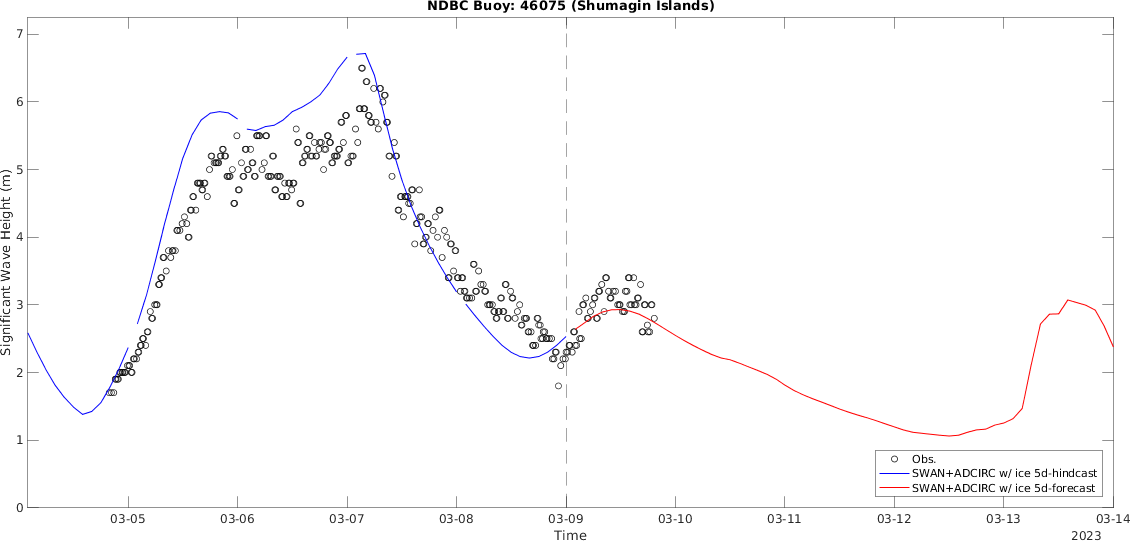 NDBC Buoy: 46075 (Shumagin Islands)
Significant Wave Height (m)
7
6
5
4
3
2
1
0
03-05 03-06 03-07 03-08 03-09 03-10 03-11 03-12 03-13 03-14
Time
2023
Obs.
SWAN+ADCIRC w/ ice 5d-hindcast
SWAN+ADCIRC w/ ice 5d-forecast